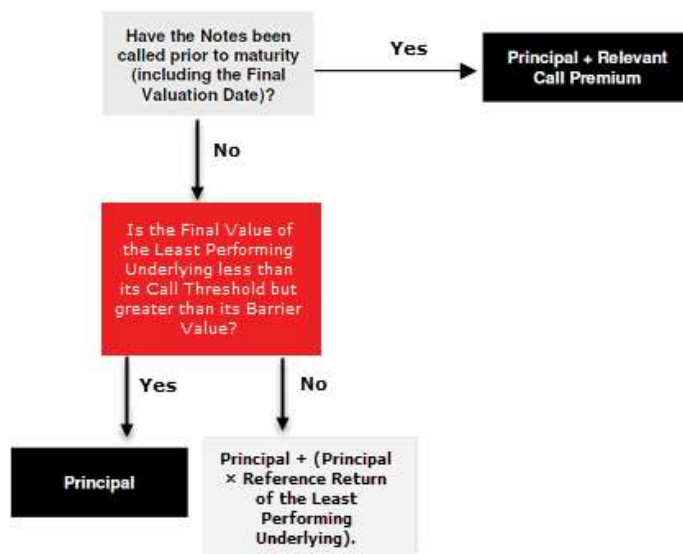 Have the Notes been
called prior to maturity
(including the Final
Valuation Date)?
Yes
Principal + Relevant
Call Premium
No
Is the Final Value of
the Least Performing
Underlying less than
its Call Threshold but
greater than its Barrier
Value?
Yes
No
Principal
Principal + (Principal
× Reference Return
of the Least
Performing
Underlying).